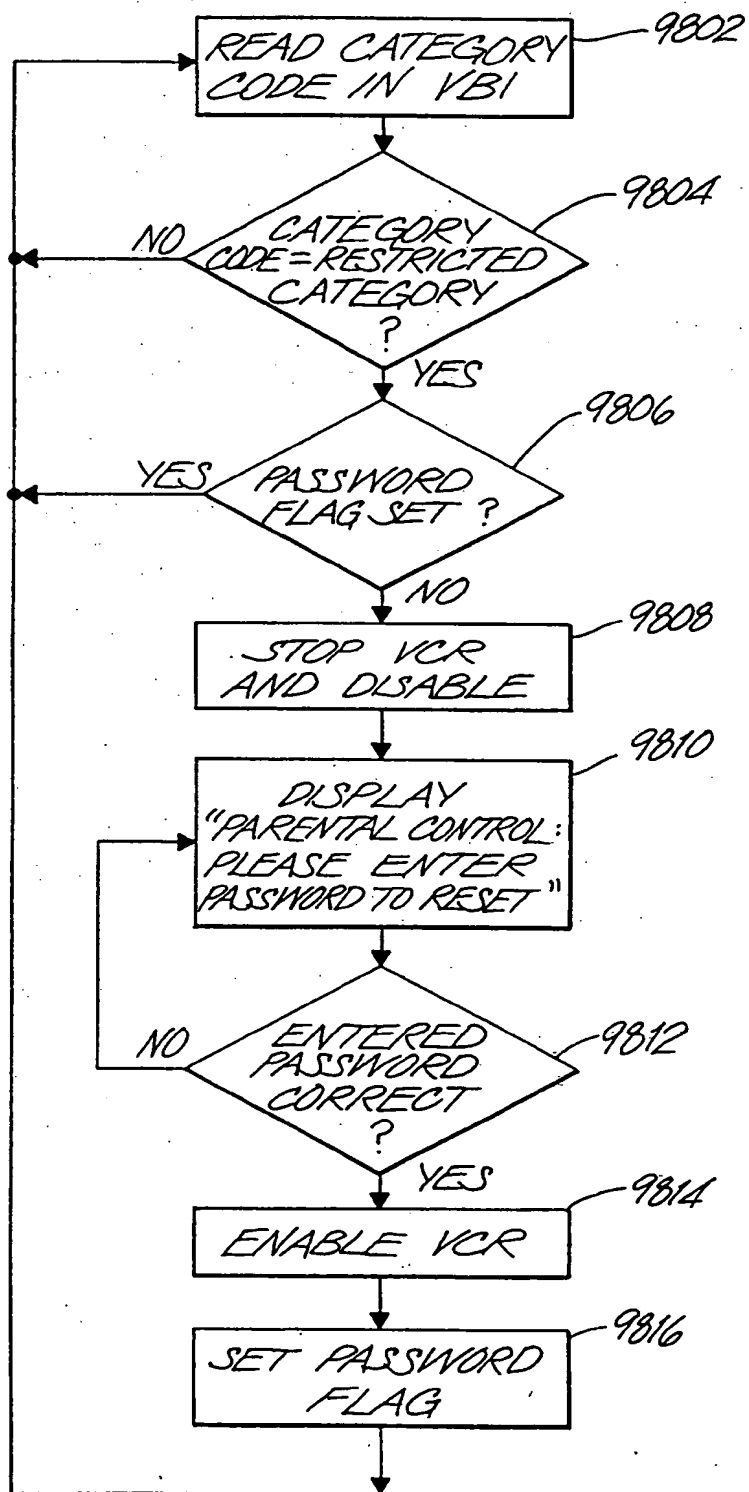 READ CATEGORY
CODE IN VBI
9802
CATEGORY
CODE=RESTRICTED
CATEGORY
?
9804
NO
YES
PASSWORD
FLAG SET ?
9806
YES
NO
STOP VCR
AND DISABLE
9808
DISPLAY
"PARENTAL CONTROL:
PLEASE ENTER
PASSWORD TO RESET"
9810
ENTERED
PASSWORD
CORRECT
?
9812
NO
YES
ENABLE VCR
9814
SET PASSWORD
FLAG
9816